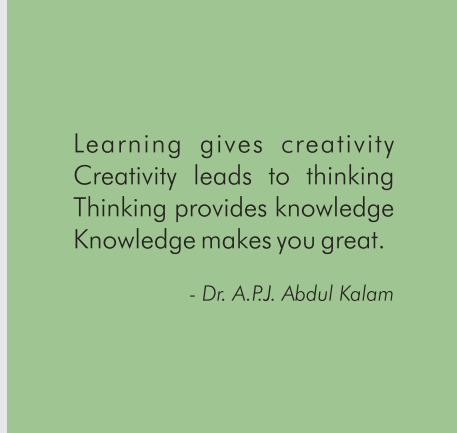 Learning gives creativity
Creativity leads to thinking
Thinking provides knowledge
Knowledge makes you great.
- Dr. A.P.J. Abdul Kalam